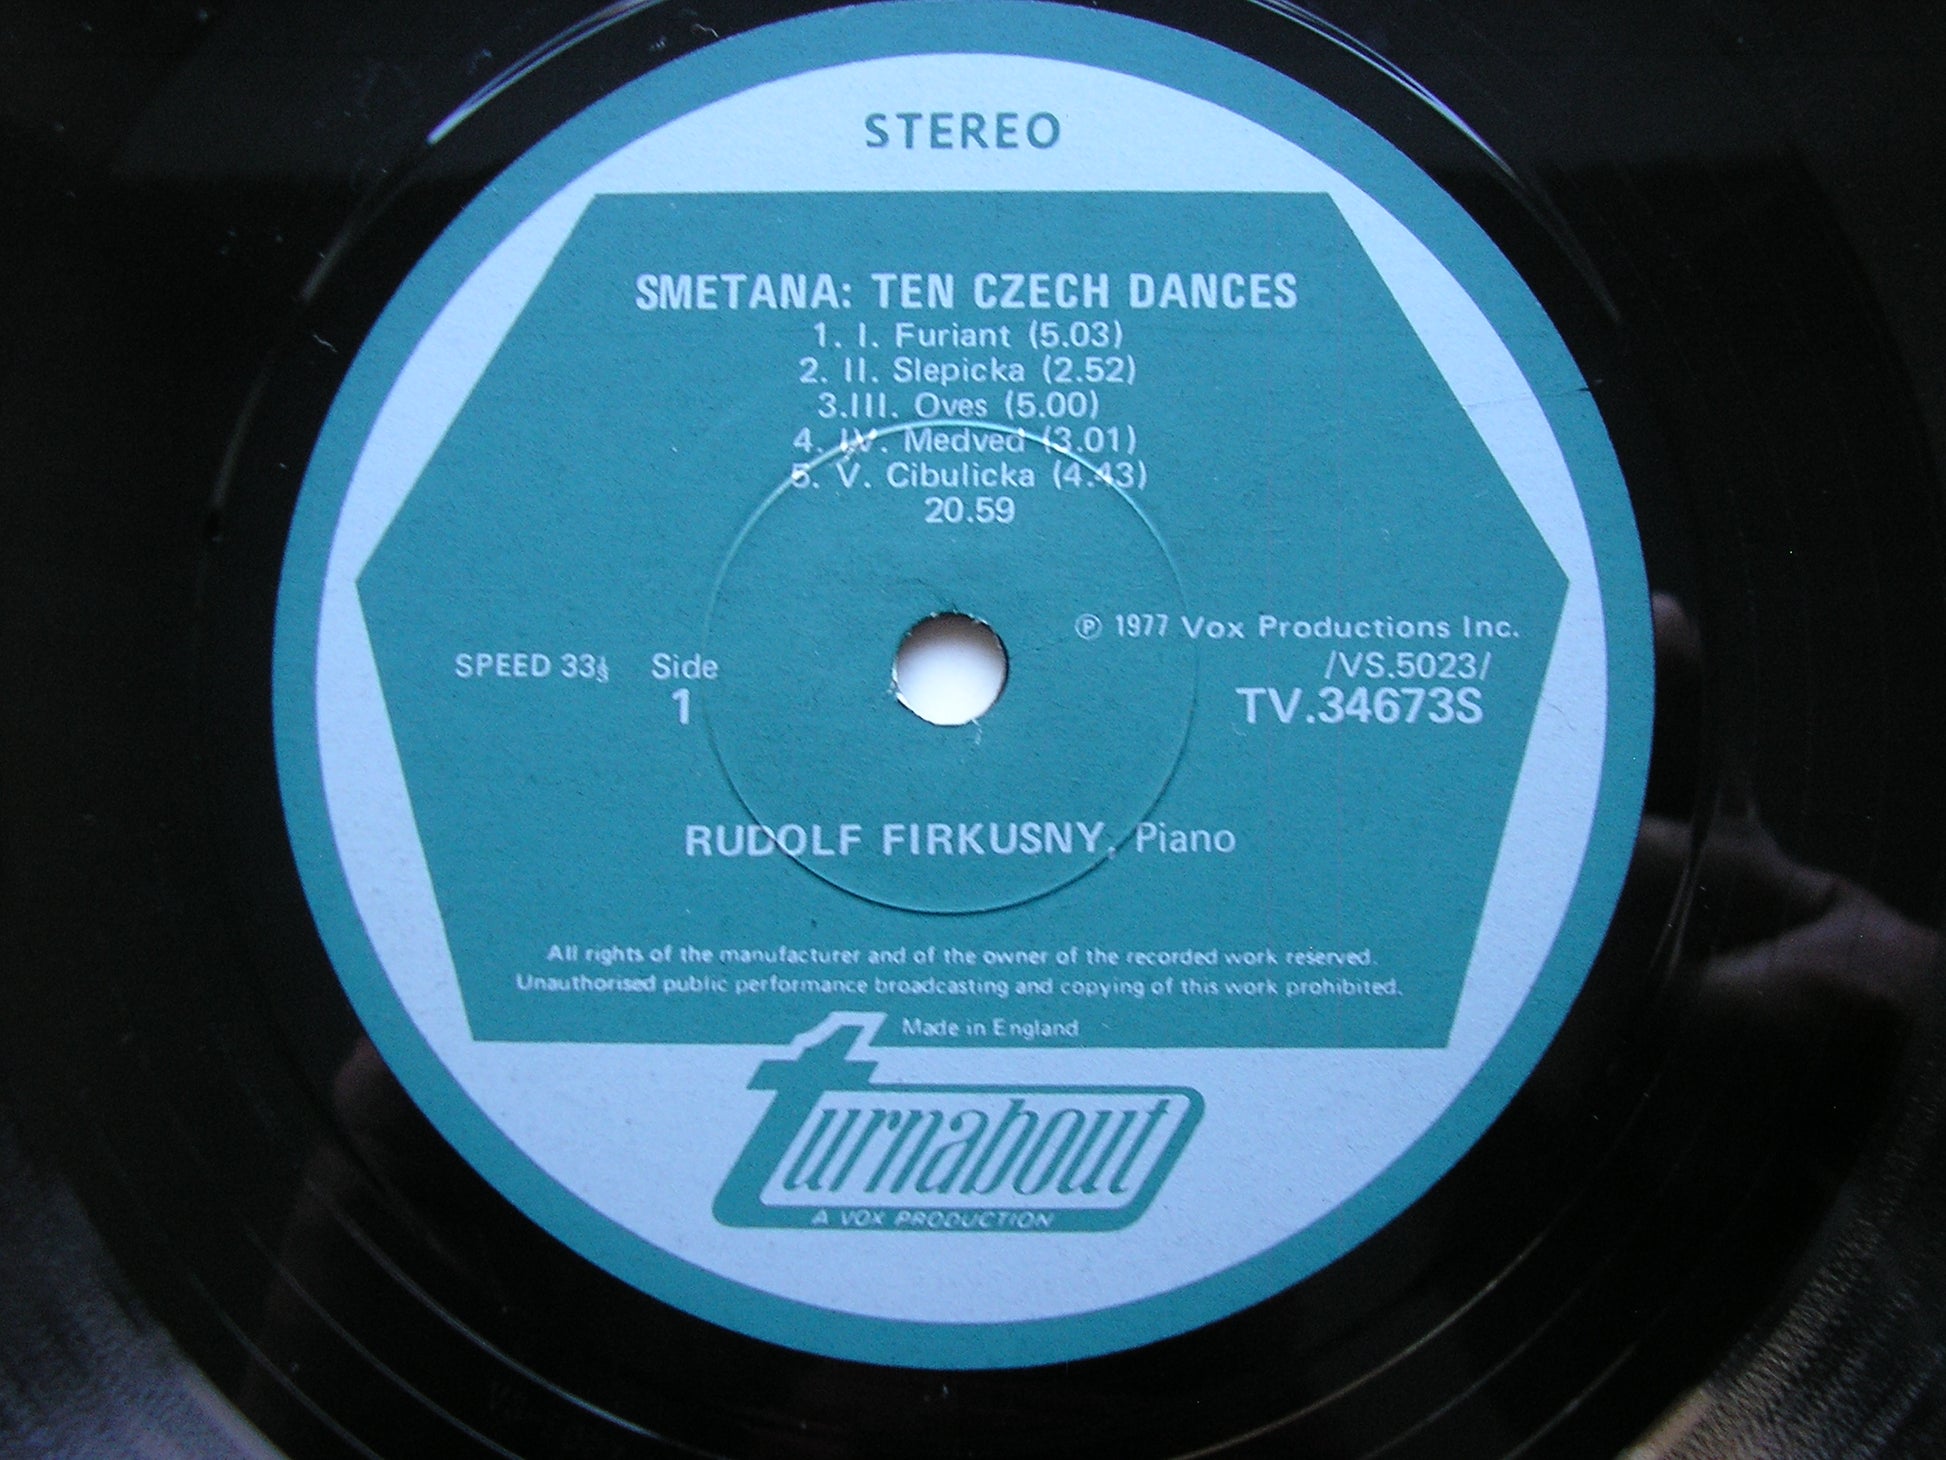 STEREO
SMETANA: TEN CZECH DANCES
1. I. Furiant (5.03)
2. II. Slepicka (2.52)
3.III. Oves (5.00)
4. IV. Medved (3.01)
5. V. Cibulicka (4.43)
20.59
Ⓟ 1977 Vox Productions Inc.
SPEED 33⅓ Side /VS.5023/
1 TV.34673S
RUDOLF FIRKUSNY, Piano
All rights of the manufacturer and of the owner of the recorded work reserved.
Unauthorised public performance broadcasting and copying of this work prohibited.
Made in England
turnabout
A VOX PRODUCTION